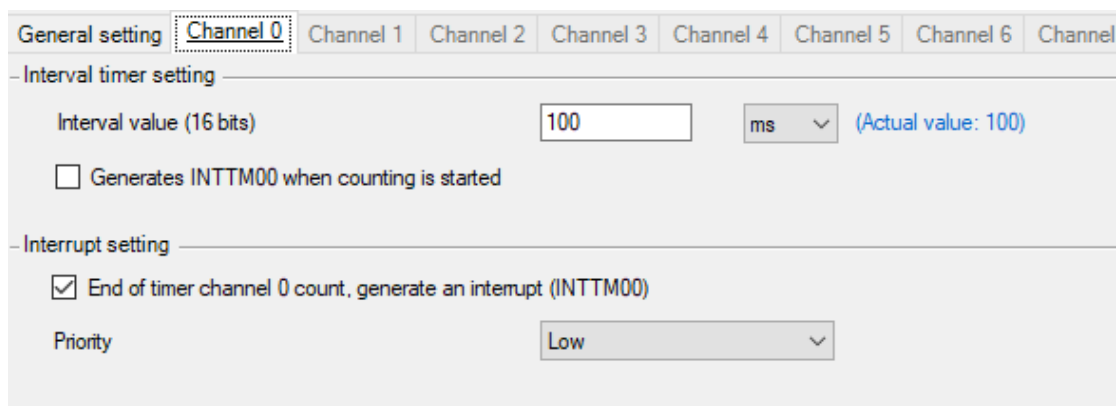 General setting Channel 0 Channel 1 Channel 2 Channel 3 Channel 4 Channel 5 Channel 6 Channel
Interval timer setting
Interval value (16 bits) 100 ms (Actual value: 100)
Generates INTTM00 when counting is started
Interrupt setting
End of timer channel 0 count, generate an interrupt (INTTM00)
Priority Low